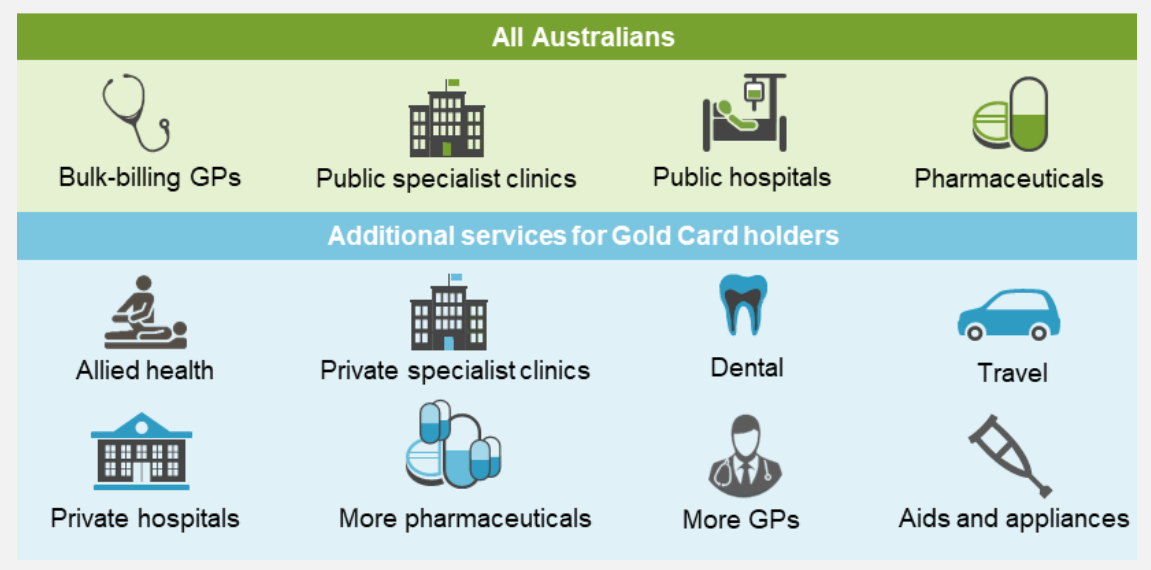 All Australians
Bulk-billing GPs
Public specialist clinics
Public hospitals
Pharmaceuticals
Additional services for Gold Card holders
Allied health
Private specialist clinics
Dental
Travel
Private hospitals
More pharmaceuticals
More GPs
Aids and appliances